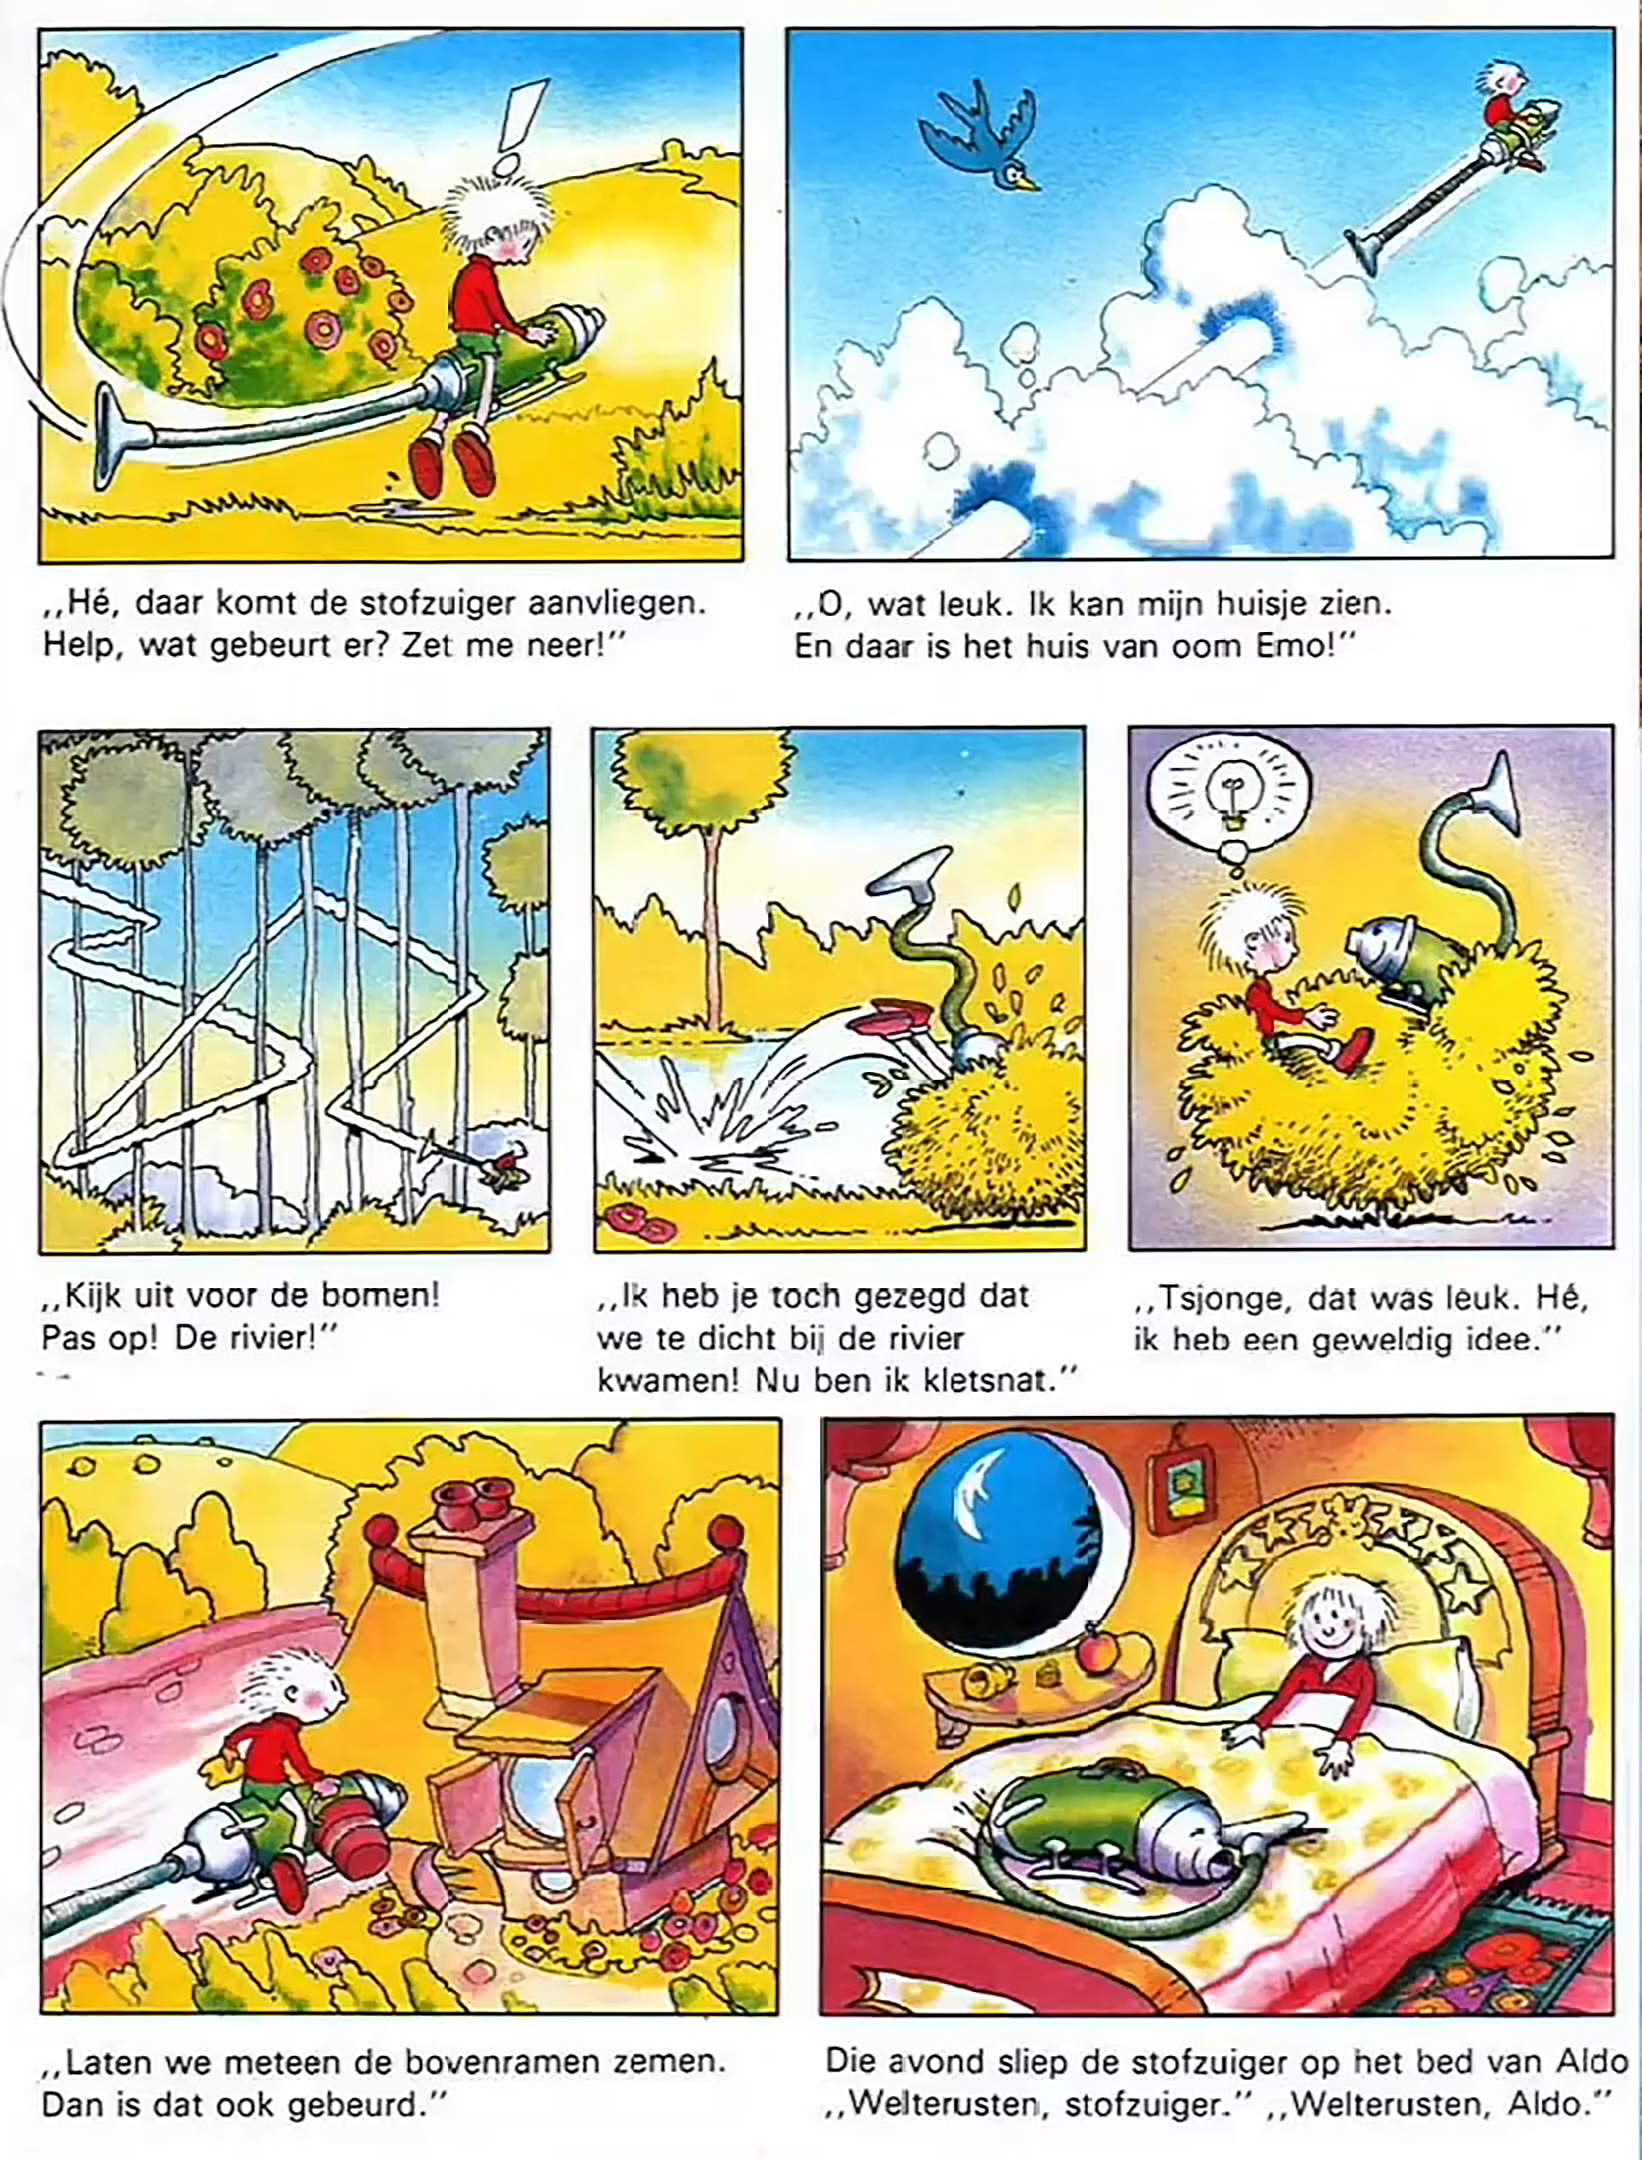 ,,Hé, daar komt de stofzuiger aanvliegen.
Help, wat gebeurt er? Zet me neer!"
,,O, wat leuk. Ik kan mijn huisje zien.
En daar is het huis van oom Emo!"
,,Kijk uit voor de bomen!
Pas op! De rivier!"
,,Ik heb je toch gezegd dat
we te dicht bij de rivier
kwamen! Nu ben ik kletsnat."
,,Tsjonge, dat was leuk. Hé,
ik heb een geweldig idee."
,,Laten we meteen de bovenramen zemen.
Dan is dat ook gebeurd."
Die avond sliep de stofzuiger op het bed van Aldo
,,Welterusten, stofzuiger." ,,Welterusten, Aldo."